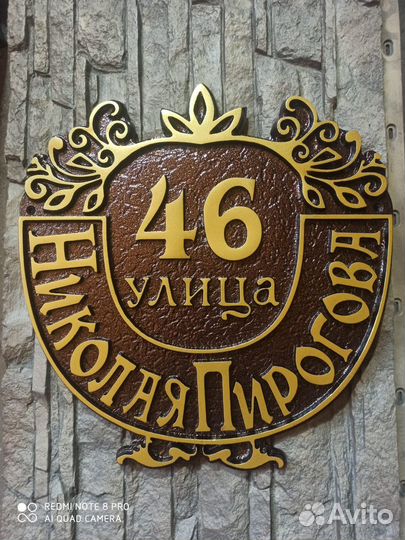 46
улица
Николая Пирогова
REDMI NOTE 8 PRO
AI QUAD CAMERA
Avito